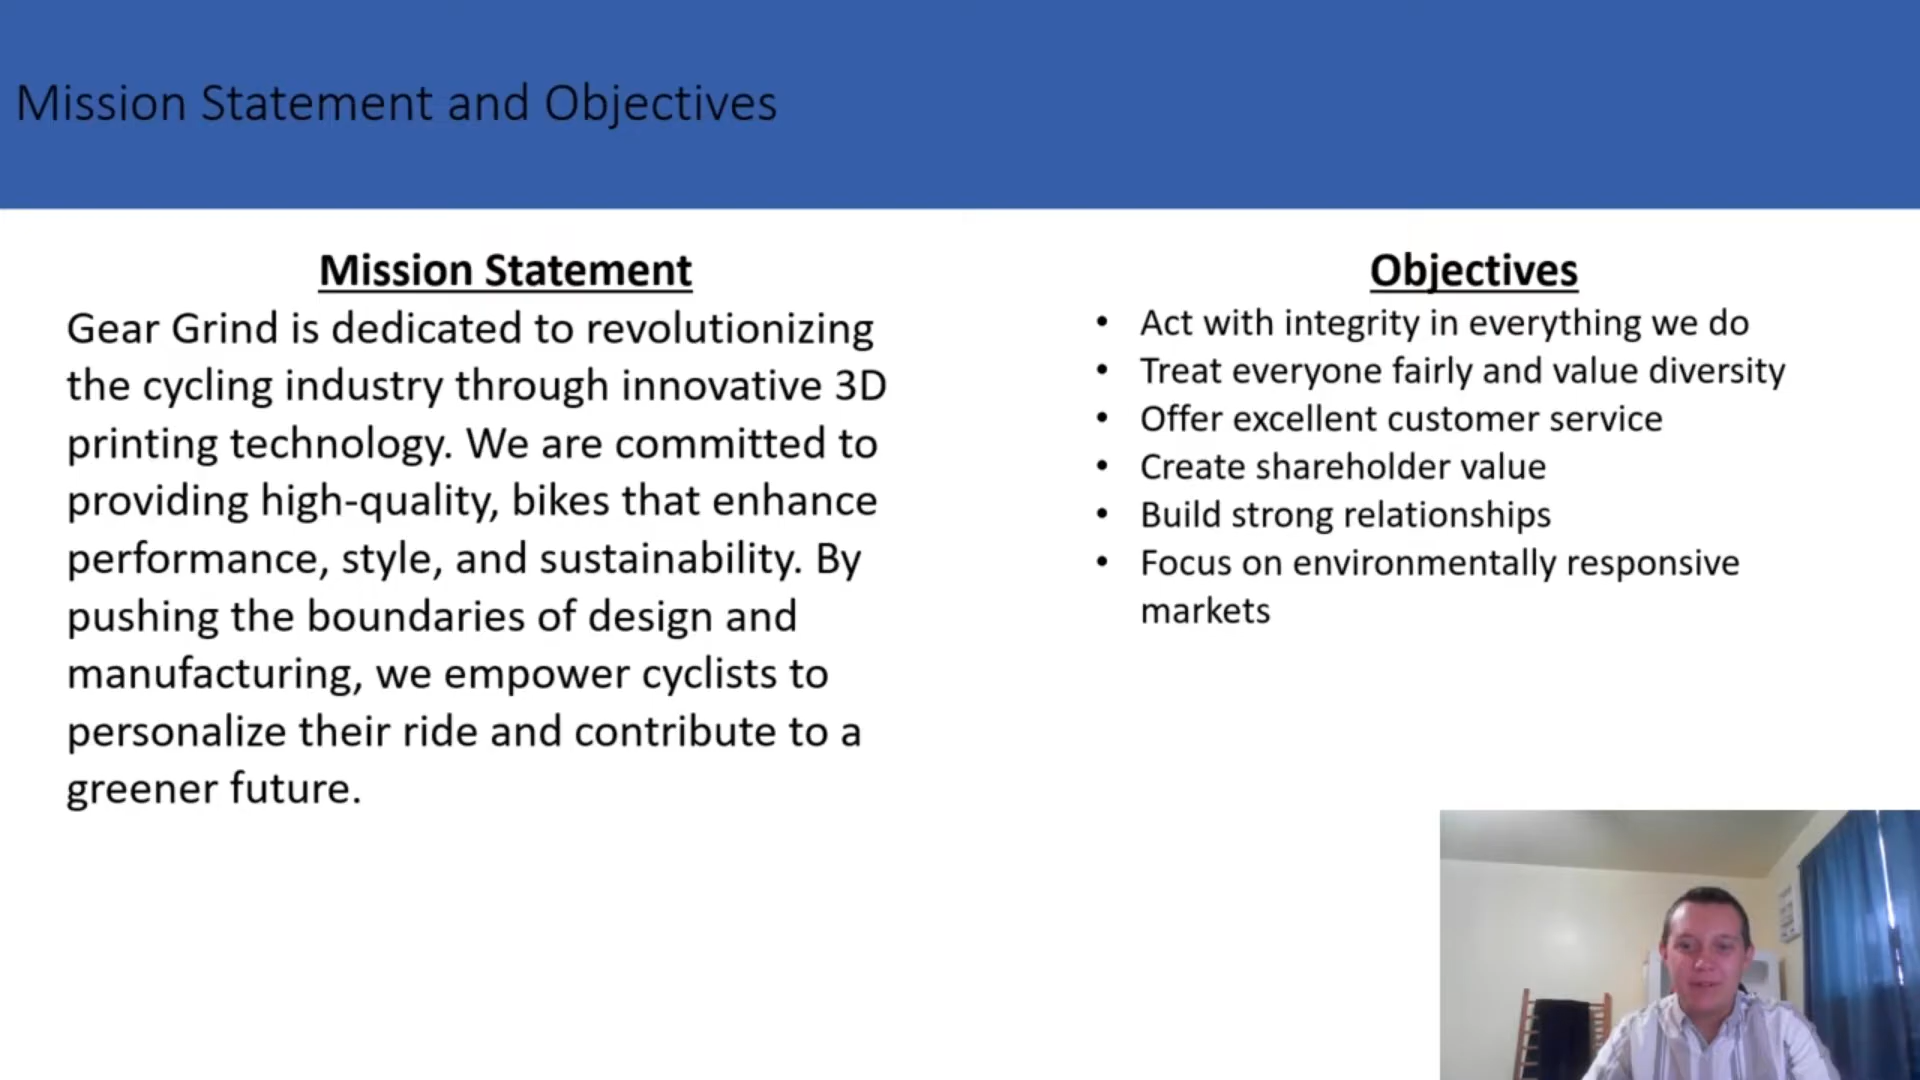 Mission Statement and Objectives
Mission Statement
Gear Grind is dedicated to revolutionizing
the cycling industry through innovative 3D
printing technology. We are committed to
providing high-quality, bikes that enhance
performance, style, and sustainability. By
pushing the boundaries of design and
manufacturing, we empower cyclists to
personalize their ride and contribute to a
greener future.
Objectives
• Act with integrity in everything we do
• Treat everyone fairly and value diversity
• Offer excellent customer service
• Create shareholder value
• Build strong relationships
• Focus on environmentally responsive
markets